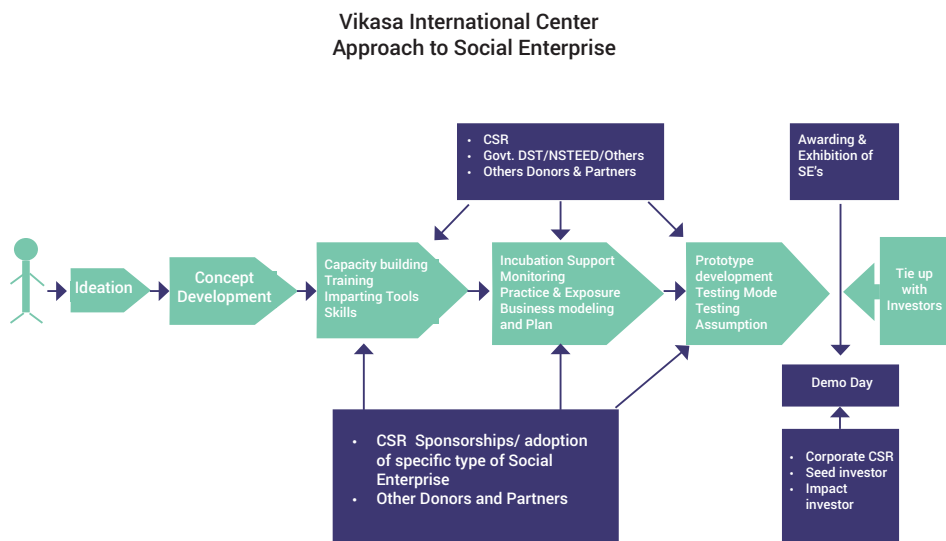 Vikasa International Center
Approach to Social Enterprise
• CSR
• Govt. DST/NSTEED/Others
• Others Donors & Partners
Awarding &
Exhibition of
SE's
Ideation
Concept
Development
Capacity building
Training
Imparting Tools
Skills
Incubation Support
Monitoring
Practice & Exposure
Business modeling
and Plan
Prototype
development
Testing Mode
Testing
Assumption
Tie up
with
Investors
Demo Day
• CSR Sponsorships/ adoption
of specific type of Social
Enterprise
• Other Donors and Partners
• Corporate CSR
• Seed investor
• Impact
investor